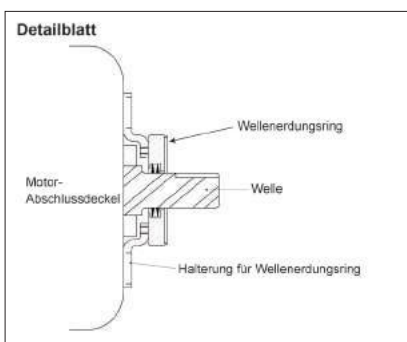 Detailblatt
Wellenerdungsring
Motor-
Abschlussdeckel
Welle
Halterung für Wellenerdungsring